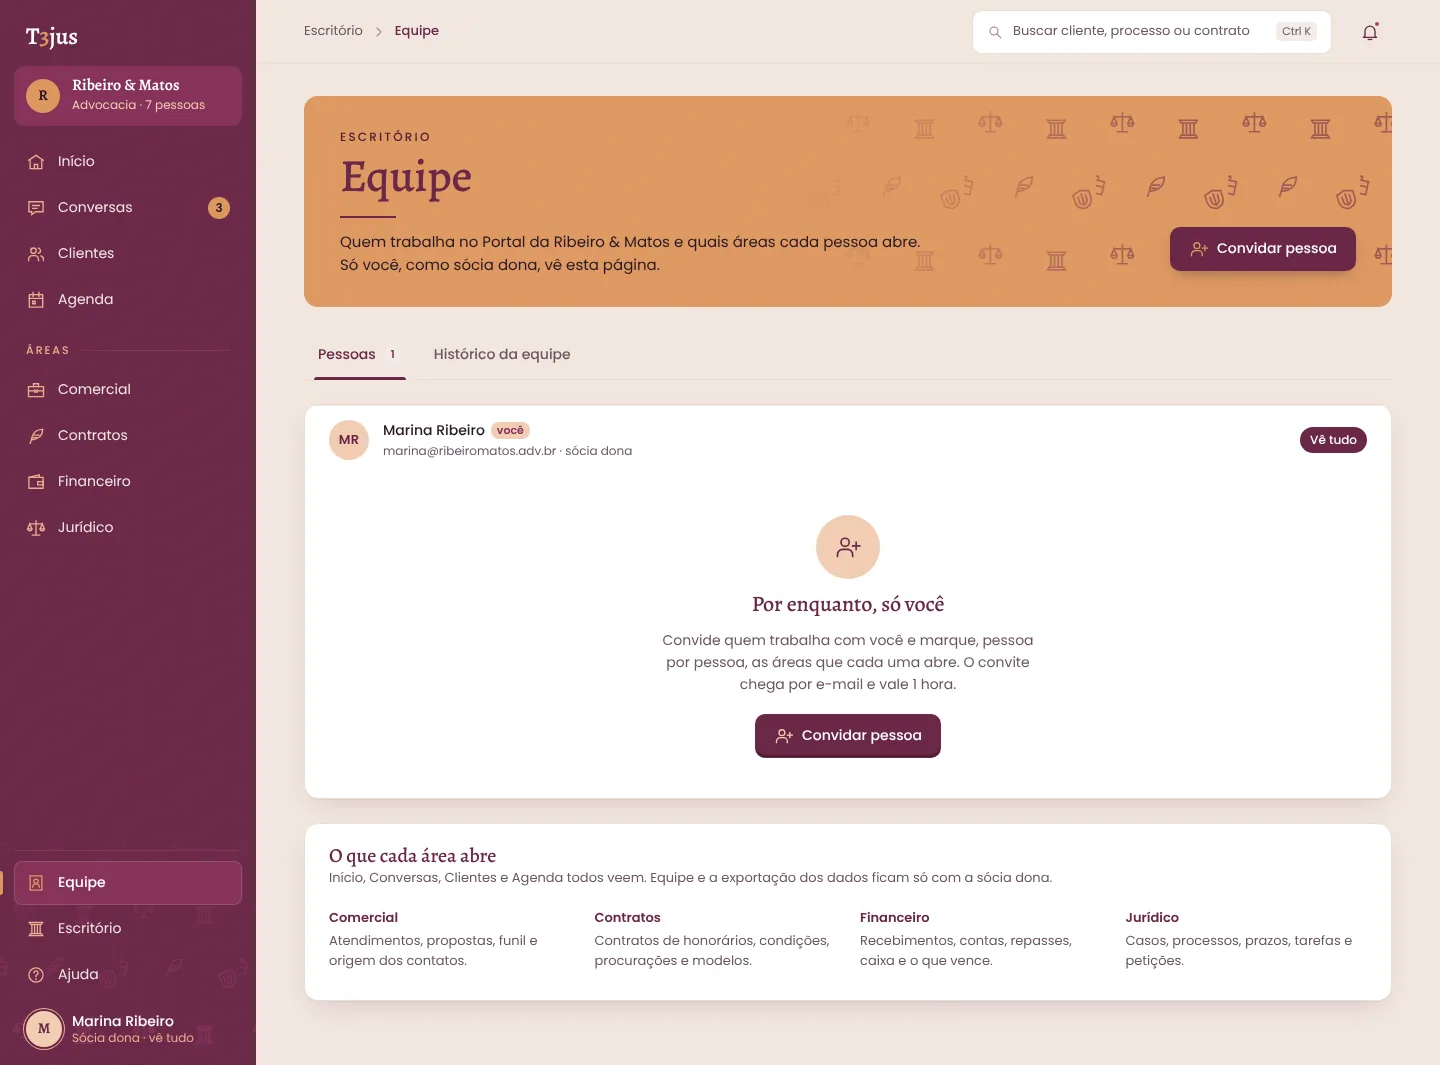 T3jus
R
Ribeiro & Matos
Advocacia · 7 pessoas
Início
Conversas
3
Clientes
Agenda
ÁREAS
Comercial
Contratos
Financeiro
Jurídico
Equipe
Escritório
Ajuda
M
Marina Ribeiro
Sócia dona · vê tudo
Escritório
Equipe
Buscar cliente, processo ou contrato
Ctrl K
ESCRITÓRIO
Equipe
Quem trabalha no Portal da Ribeiro & Matos e quais áreas cada pessoa abre.
Só você, como sócia dona, vê esta página.
Convidar pessoa
Pessoas 1
Histórico da equipe
MR
Marina Ribeiro você
marina@ribeiromatos.adv.br · sócia dona
Vê tudo
Por enquanto, só você
Convide quem trabalha com você e marque, pessoa
por pessoa, as áreas que cada uma abre. O convite
chega por e-mail e vale 1 hora.
Convidar pessoa
O que cada área abre
Início, Conversas, Clientes e Agenda todos veem. Equipe e a exportação dos dados ficam só com a sócia dona.
Comercial
Atendimentos, propostas, funil e
origem dos contatos.
Contratos
Contratos de honorários, condições,
procurações e modelos.
Financeiro
Recebimentos, contas, repasses,
caixa e o que vence.
Jurídico
Casos, processos, prazos, tarefas e
petições.